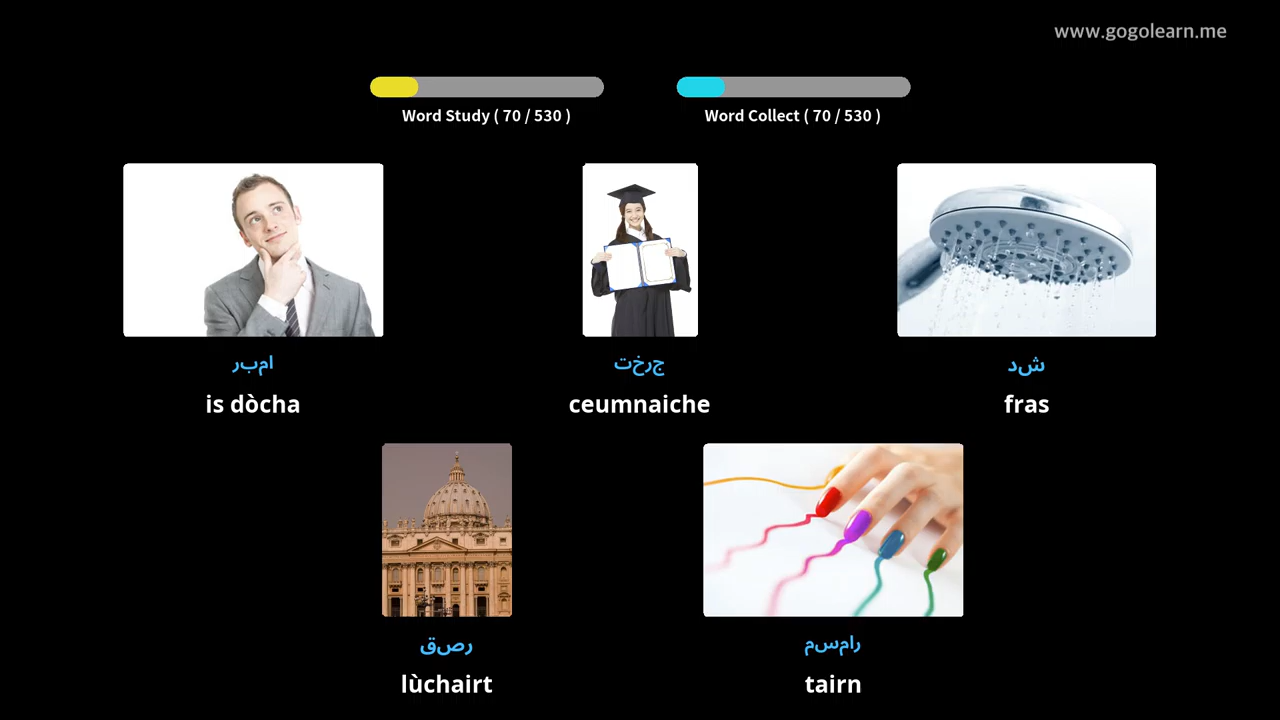 www.gogolearn.me
Word Study ( 70 / 530 )
Word Collect ( 70 / 530 )
امبر
is dòcha
جرخت
ceumnaiche
شد
fras
رصق
lùchairt
رامسم
tairn